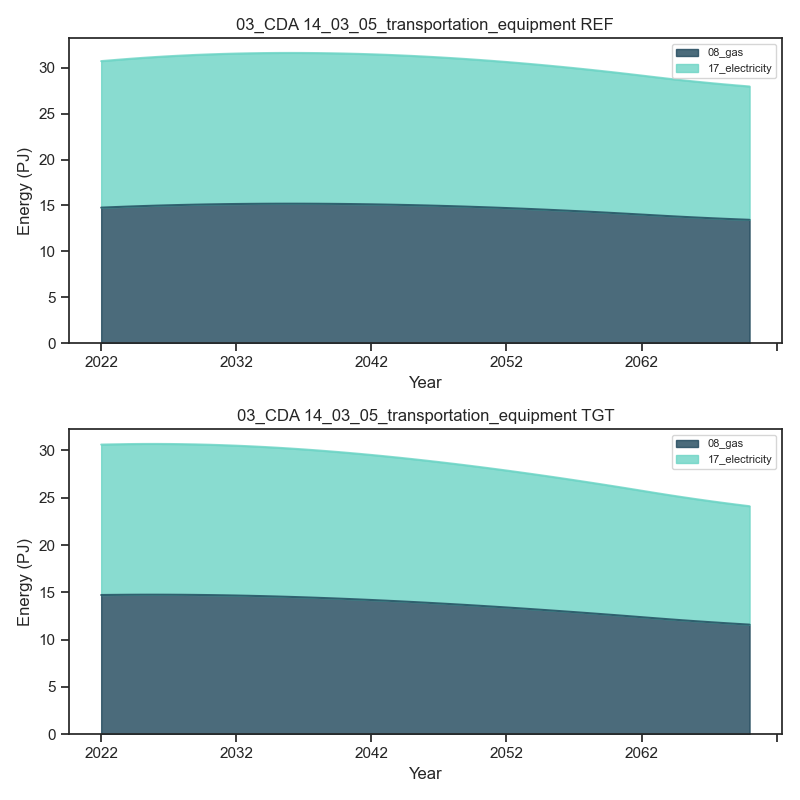 03_CDA 14_03_05_transportation_equipment REF
08_gas
17_electricity
Energy (PJ)
30
25
20
15
10
5
0
2022 2032 2042 2052 2062
Year
03_CDA 14_03_05_transportation_equipment TGT
08_gas
17_electricity
Energy (PJ)
30
25
20
15
10
5
0
2022 2032 2042 2052 2062
Year